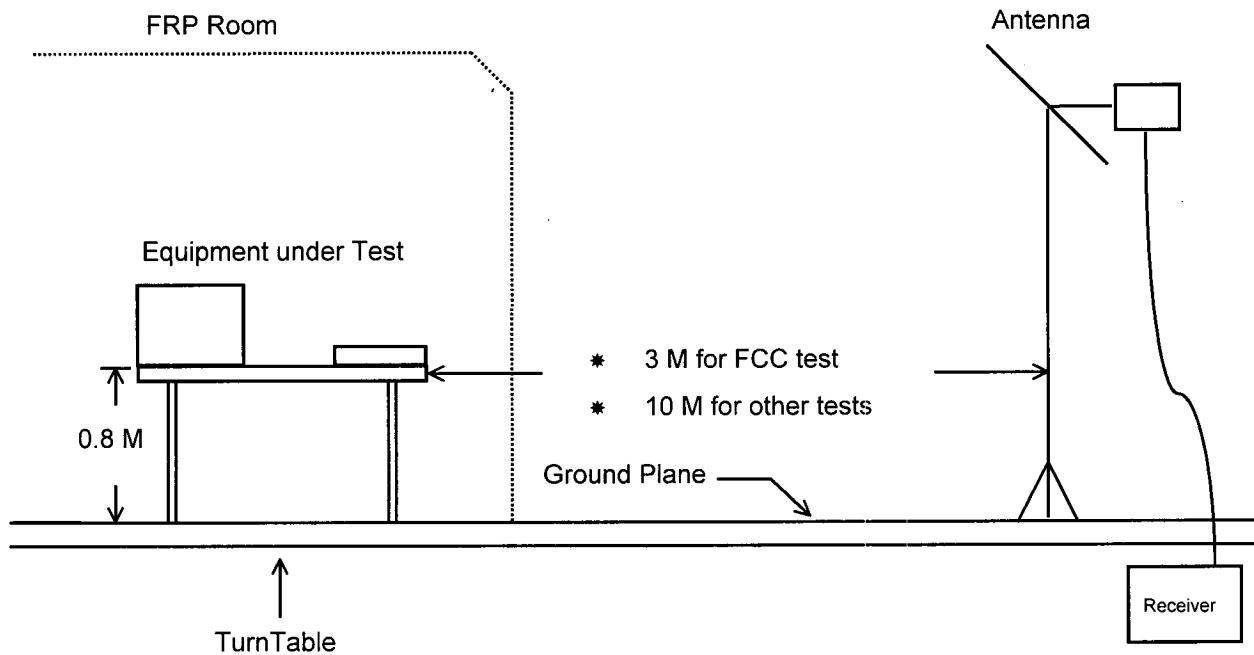 FRP Room
Antenna
Equipment under Test
✷ 3 M for FCC test
✷ 10 M for other tests
0.8 M
Ground Plane
Receiver
TurnTable